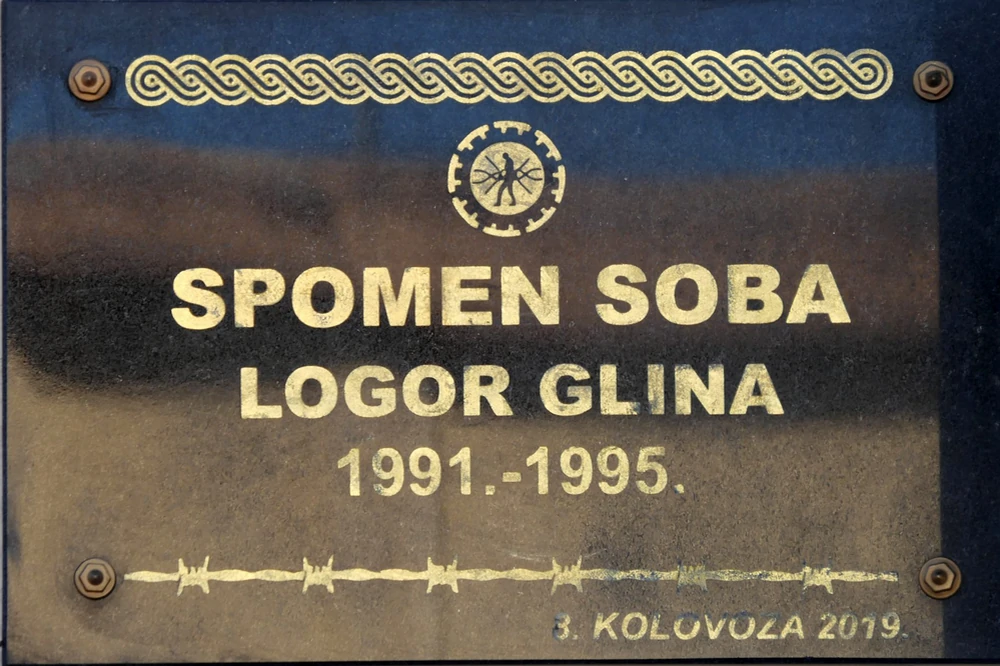 SPOMEN SOBA
LOGOR GLINA
1991.-1995.
3. KOLOVOZA 2019.